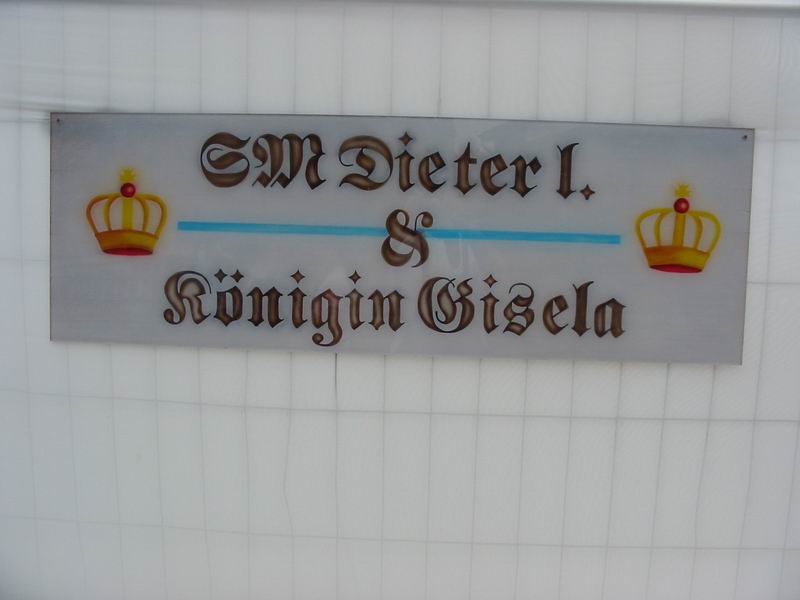 SM Dieter l.
&
Königin Gisela